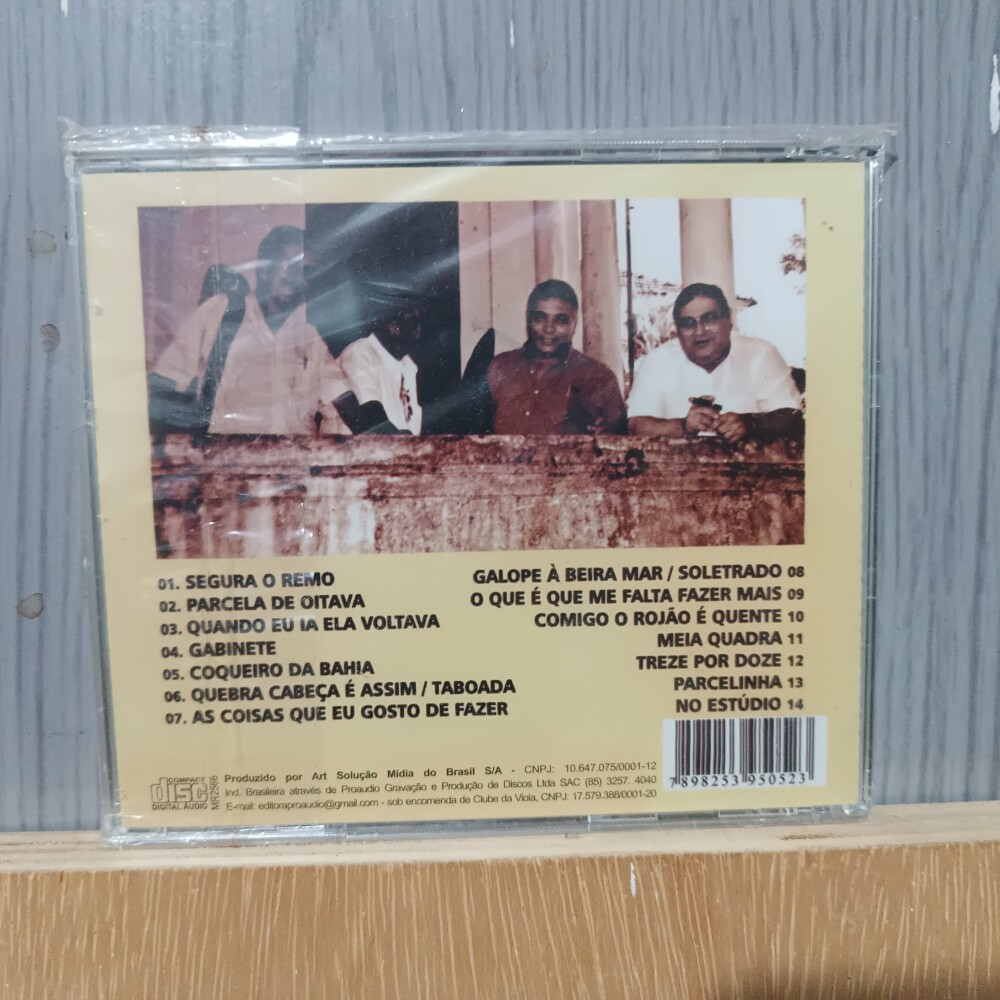 01. SEGURA O REMO
02. PARCELA DE OITAVA
03. QUANDO EU IA ELA VOLTAVA
04. GABINETE
05. COQUEIRO DA BAHIA
06. QUEBRA CABEÇA É ASSIM / TABOADA
07. AS COISAS QUE EU GOSTO DE FAZER
GALOPE À BEIRA MAR / SOLETRADO 08
O QUE É QUE ME FALTA FAZER MAIS 09
COMIGO O ROJÃO É QUENTE 10
MEIA QUADRA 11
TREZE POR DOZE 12
PARCELINHA 13
NO ESTÚDIO 14
7 898253 950523
COMPACT
disc
DIGITAL AUDIO
MR2566
Produzido por Art Solução Mídia do Brasil S/A - CNPJ: 10.647.075/0001-12
Ind. Brasileira através de Proaudio Gravação e Produção de Discos Ltda SAC (85) 3257. 4040
E-mail: editoraproaudio@gmail.com - sob encomenda de Clube da Viola, CNPJ: 17.579.388/0001-20